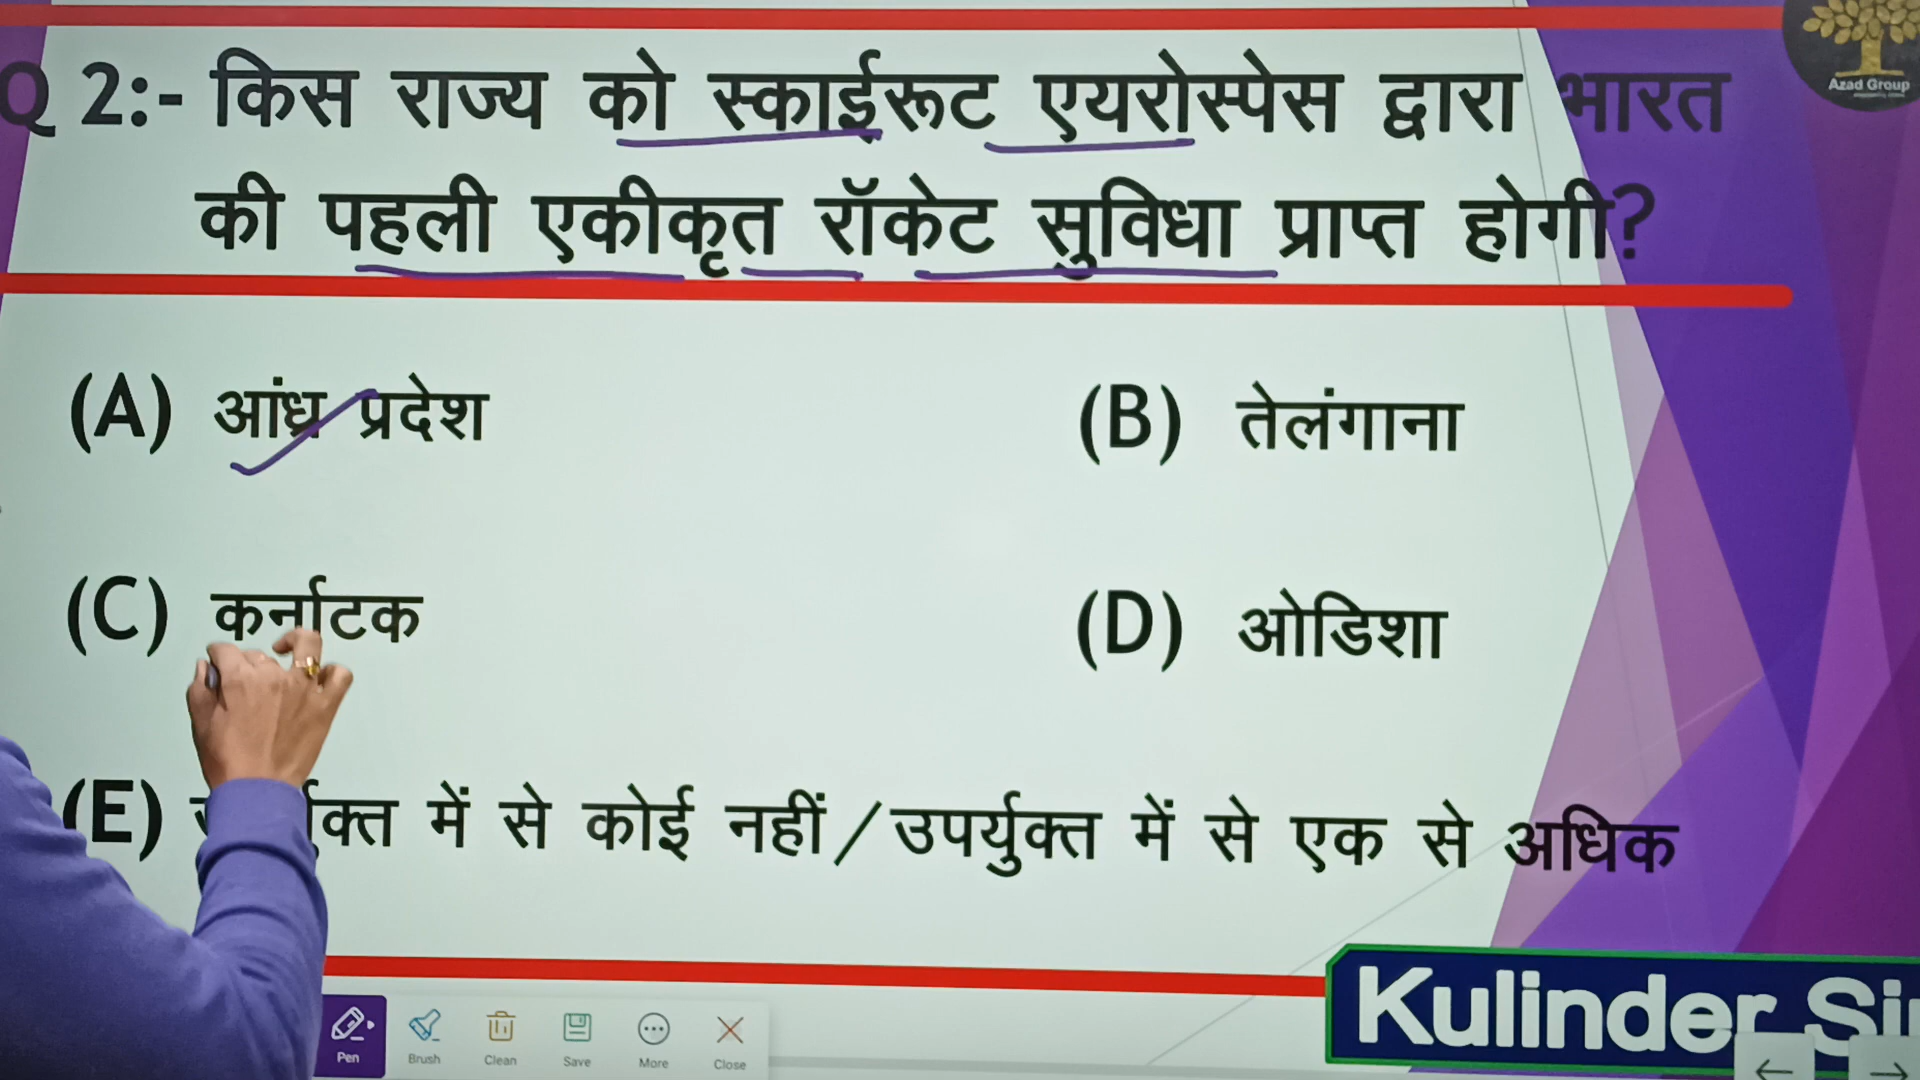 Q 2:- किस राज्य को स्काईरूट एयरोस्पेस द्वारा भारत
की पहली एकीकृत रॉकेट सुविधा प्राप्त होगी?
(A) आंध्र प्रदेश
(B) तेलंगाना
(C) कर्नाटक
(D) ओडिशा
(E) में से कोई नहीं/उपर्युक्त में से एक से अधिक
Azad Group
Kulinder
Pen
Brush
Clean
Save
More
Close